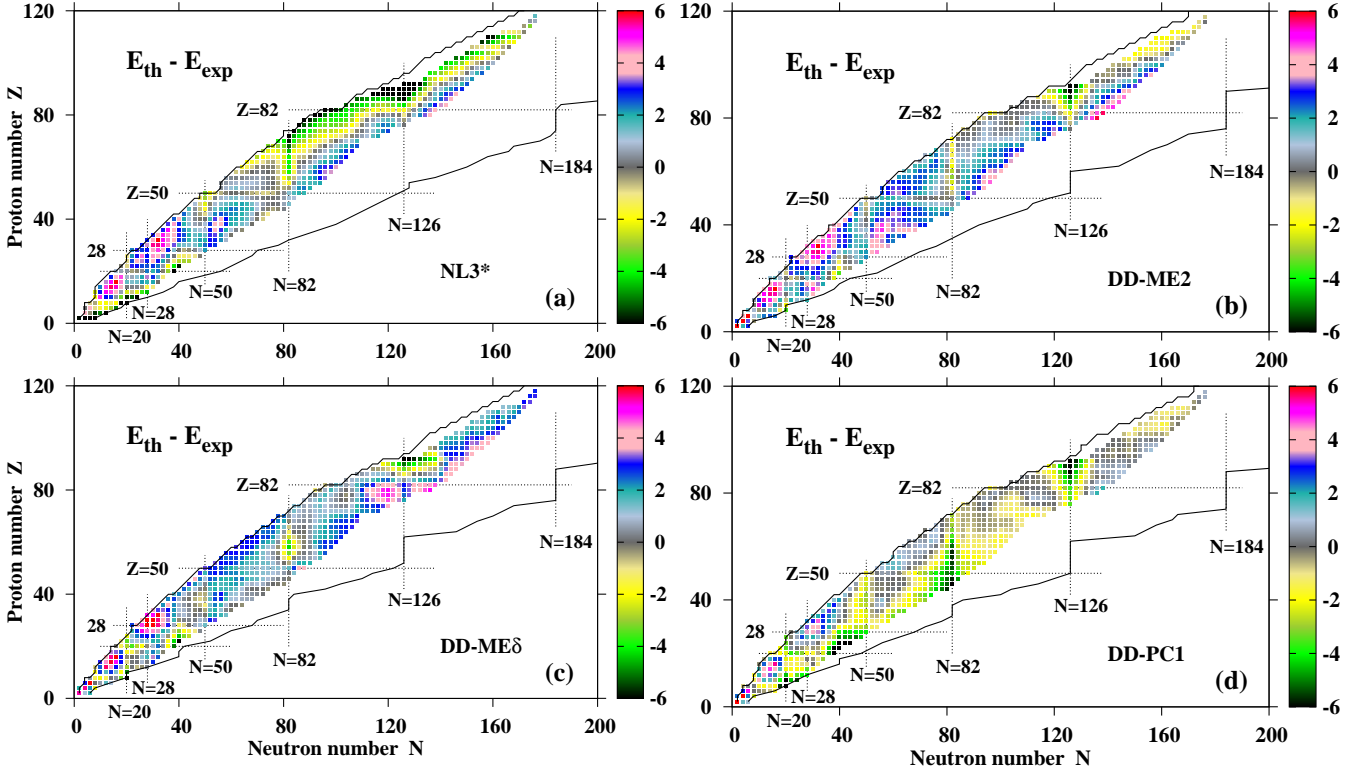 120
80
40
0
Proton number Z
E_th - E_exp
Z=82
Z=50
28
N=20
N=28
N=50
N=82
N=126
N=184
NL3*
(a)
0 40 80 120 160 200
6
4
2
0
-2
-4
-6
120
80
40
0
E_th - E_exp
Z=82
Z=50
28
N=20
N=28
N=50
N=82
N=126
N=184
DD-ME2
(b)
0 40 80 120 160 200
6
4
2
0
-2
-4
-6
120
80
40
0
Proton number Z
E_th - E_exp
Z=82
Z=50
28
N=20
N=28
N=50
N=82
N=126
N=184
DD-MEδ
(c)
0 40 80 120 160 200
Neutron number N
6
4
2
0
-2
-4
-6
120
80
40
0
E_th - E_exp
Z=82
Z=50
28
N=20
N=28
N=50
N=82
N=126
N=184
DD-PC1
(d)
0 40 80 120 160 200
Neutron number N
6
4
2
0
-2
-4
-6